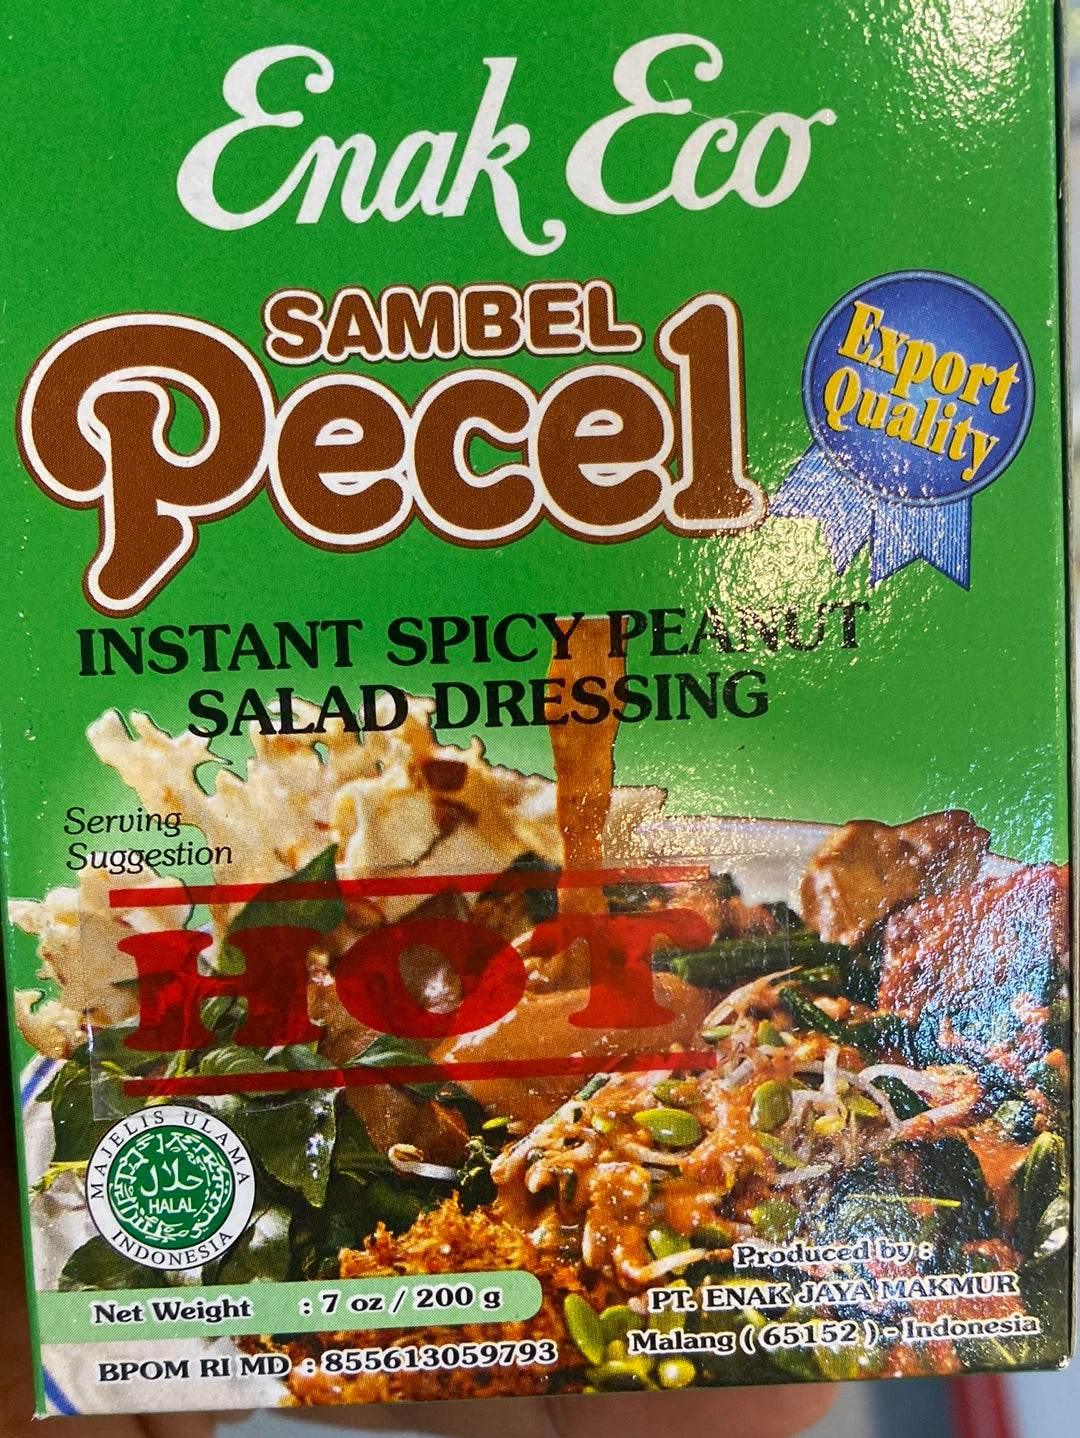 Enak Eco
SAMBEL
Pecel
Export
Quality
INSTANT SPICY PEANUT
SALAD DRESSING
Serving
Suggestion
HOT
MAJELIS ULAMA
حلال
HALAL
INDONESIA
Net Weight : 7 oz / 200 g
BPOM RI MD : 855613059793
Produced by :
PT. ENAK JAYA MAKMUR
Malang ( 65152 ) - Indonesia